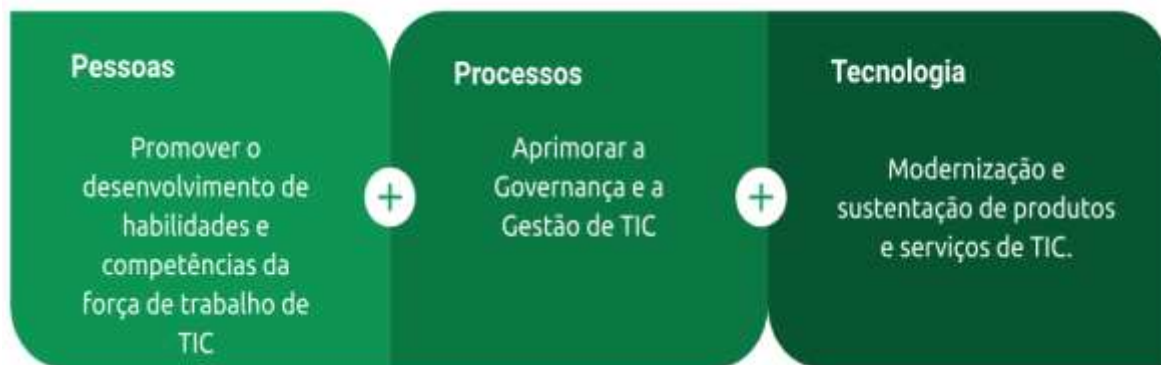 Pessoas
Promover o
desenvolvimento de
habilidades e
competências da
força de trabalho de
TIC
+
Processos
Aprimorar a
Governança e a
Gestão de TIC
+
Tecnologia
Modernização e
sustentação de produtos
e serviços de TIC.